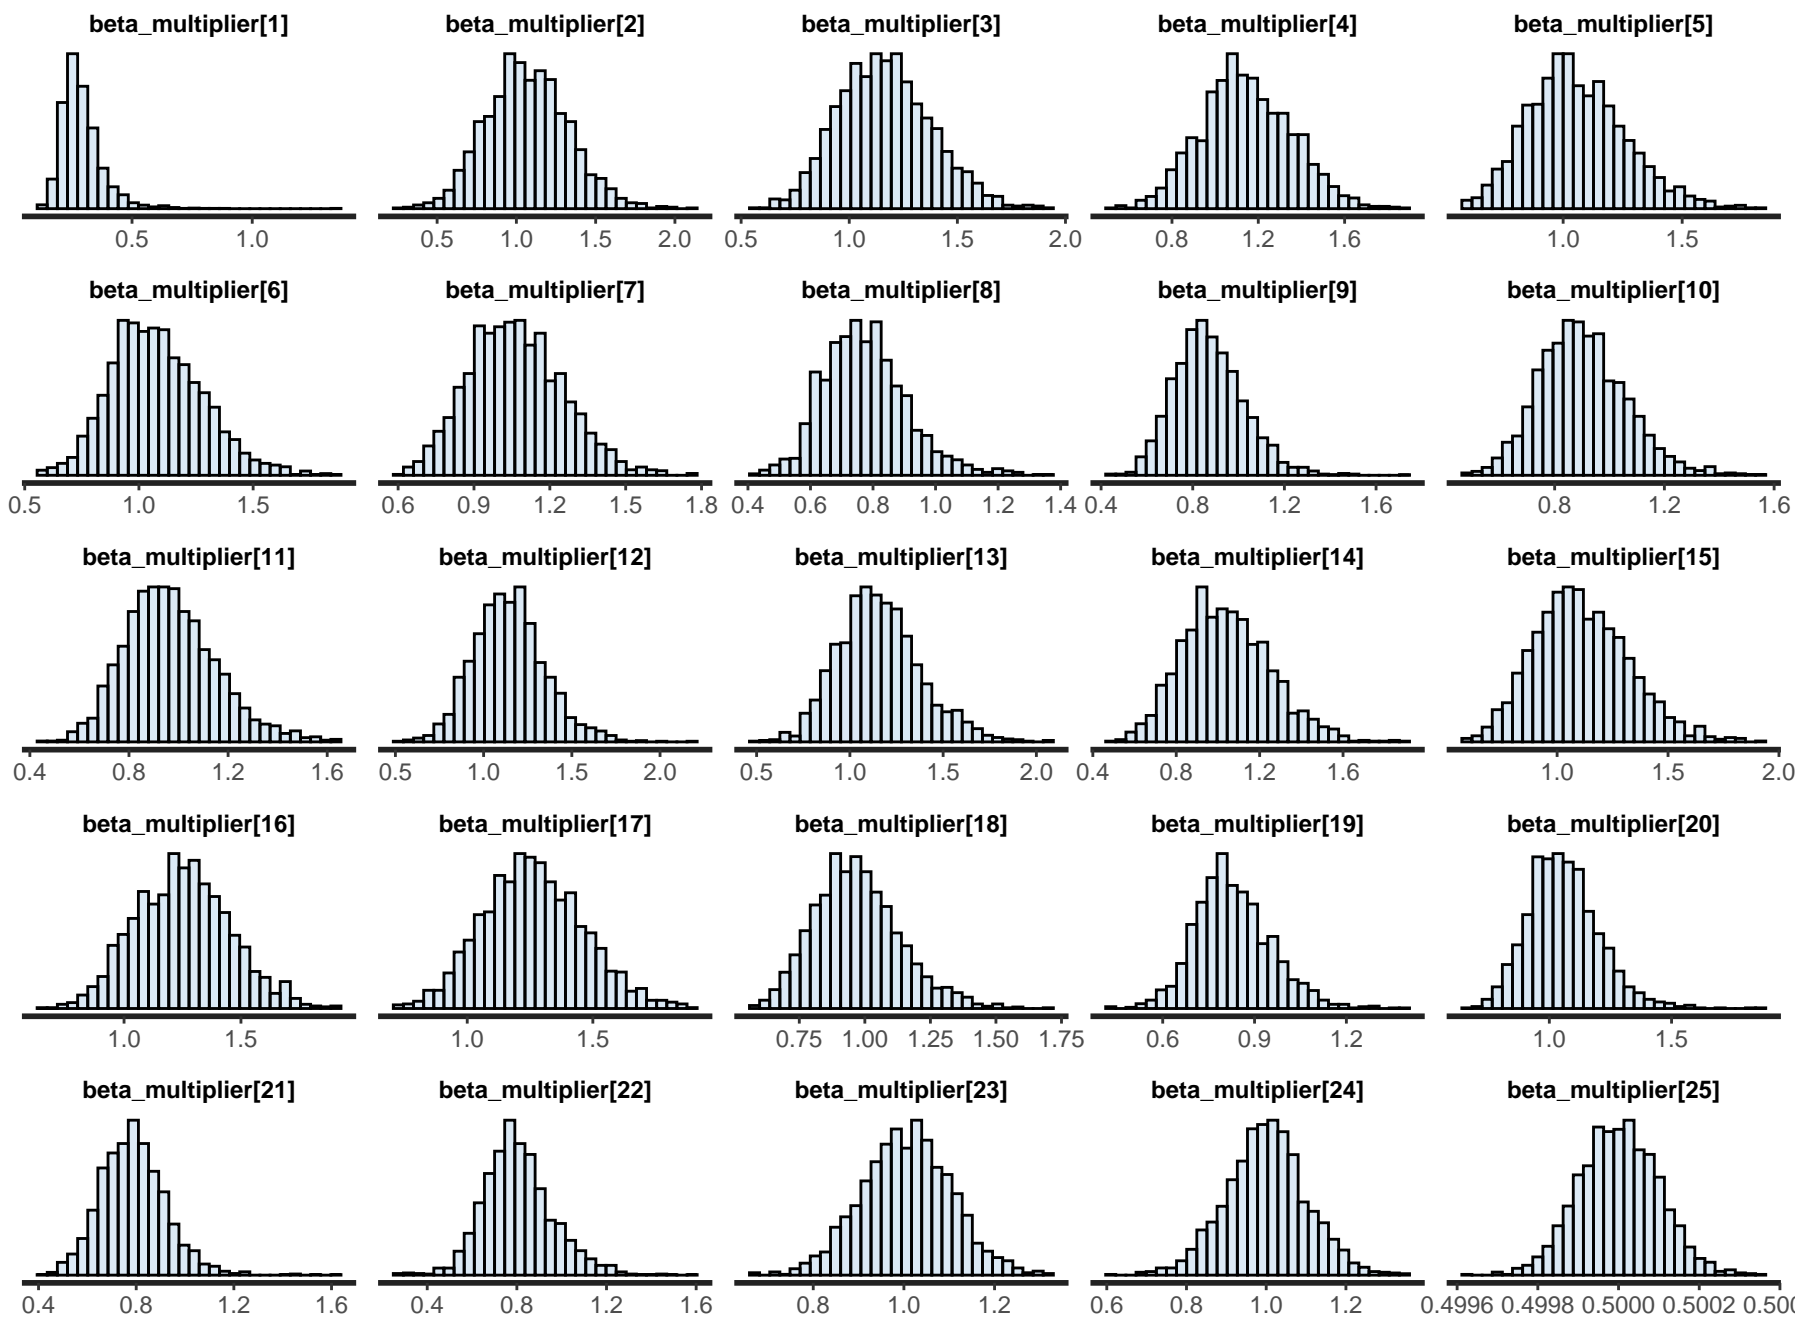 beta_multiplier[1] beta_multiplier[2] beta_multiplier[3] beta_multiplier[4] beta_multiplier[5]
0.5 1.0 0.5 1.0 1.5 2.0 0.5 1.0 1.5 2.0 0.8 1.2 1.6 1.0 1.5
beta_multiplier[6] beta_multiplier[7] beta_multiplier[8] beta_multiplier[9] beta_multiplier[10]
0.5 1.0 1.5 0.6 0.9 1.2 1.5 1.8 0.4 0.6 0.8 1.0 1.2 1.4 0.4 0.8 1.2 1.6 0.8 1.2 1.6
beta_multiplier[11] beta_multiplier[12] beta_multiplier[13] beta_multiplier[14] beta_multiplier[15]
0.4 0.8 1.2 1.6 0.5 1.0 1.5 2.0 0.5 1.0 1.5 2.0 0.4 0.8 1.2 1.6 1.0 1.5 2.0
beta_multiplier[16] beta_multiplier[17] beta_multiplier[18] beta_multiplier[19] beta_multiplier[20]
1.0 1.5 1.0 1.5 0.75 1.00 1.25 1.50 1.75 0.6 0.9 1.2 1.0 1.5
beta_multiplier[21] beta_multiplier[22] beta_multiplier[23] beta_multiplier[24] beta_multiplier[25]
0.4 0.8 1.2 1.6 0.4 0.8 1.2 1.6 0.8 1.0 1.2 0.6 0.8 1.0 1.2 0.4996 0.4998 0.5000 0.5002